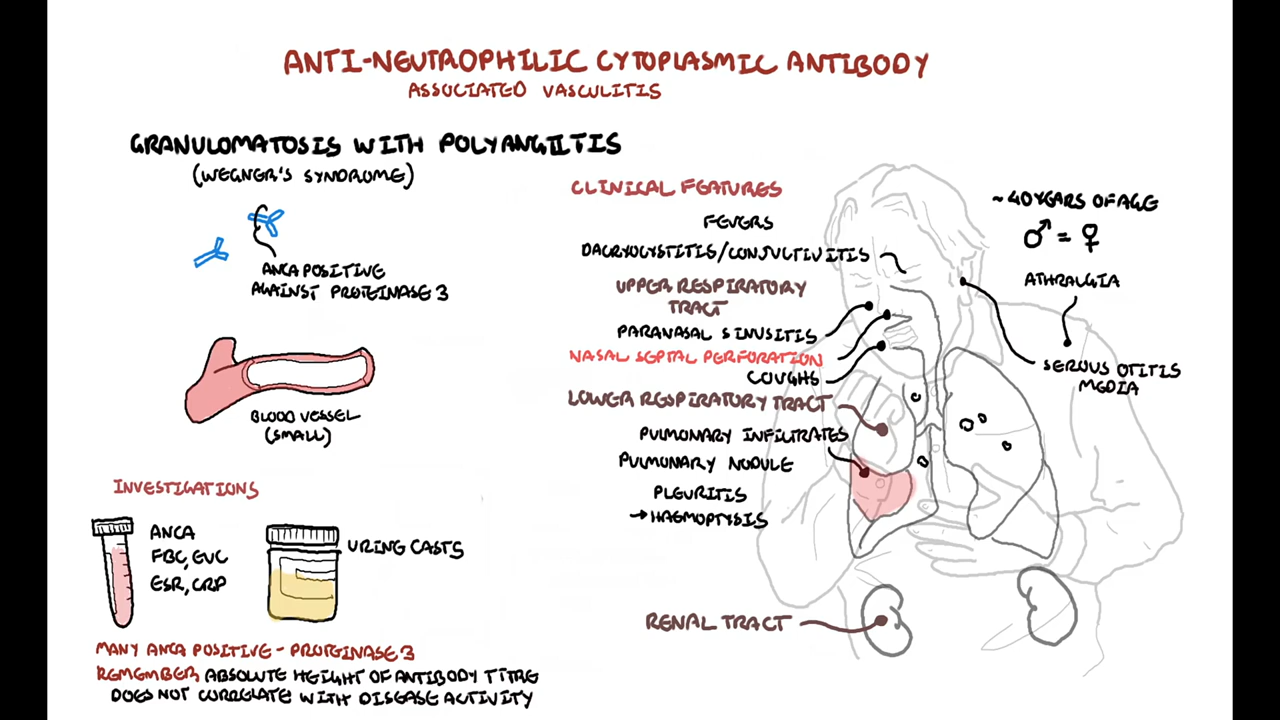 ANTI-NEUTROPHILIC CYTOPLASMIC ANTIBODY
ASSOCIATED VASCULITIS
GRANULOMATOSIS WITH POLYANGIITIS
(WEGNER'S SYNDROME)
ANCA POSITIVE
AGAINST PROTEINASE 3
BLOOD VESSEL
(SMALL)
INVESTIGATIONS
ANCA
FBC, EUC
ESR, CRP
URING CASTS
MANY ANCA POSITIVE - PROTEINASE 3
REMEMBER, ABSOLUTE HEIGHT OF ANTIBODY TITRE
DOES NOT CORRELATE WITH DISEASE ACTIVITY
CLINICAL FEATURES
FEVERS
DACRYOCYSTITIS/CONJUCTIVITIS
UPPER RESPIRATORY
TRACT
PARANASAL SINUSITIS
NASAL SEPTAL PERFORATION
COUGHS
LOWER RESPIRATORY TRACT
PULMONARY INFILTRATES
PULMONARY NODULE
PLEURITIS
→ HAEMOPTYSIS
RENAL TRACT
~40 YEARS OF AGE
♂ = ♀
ATHRALGIA
SEROUS OTITIS
MEDIA